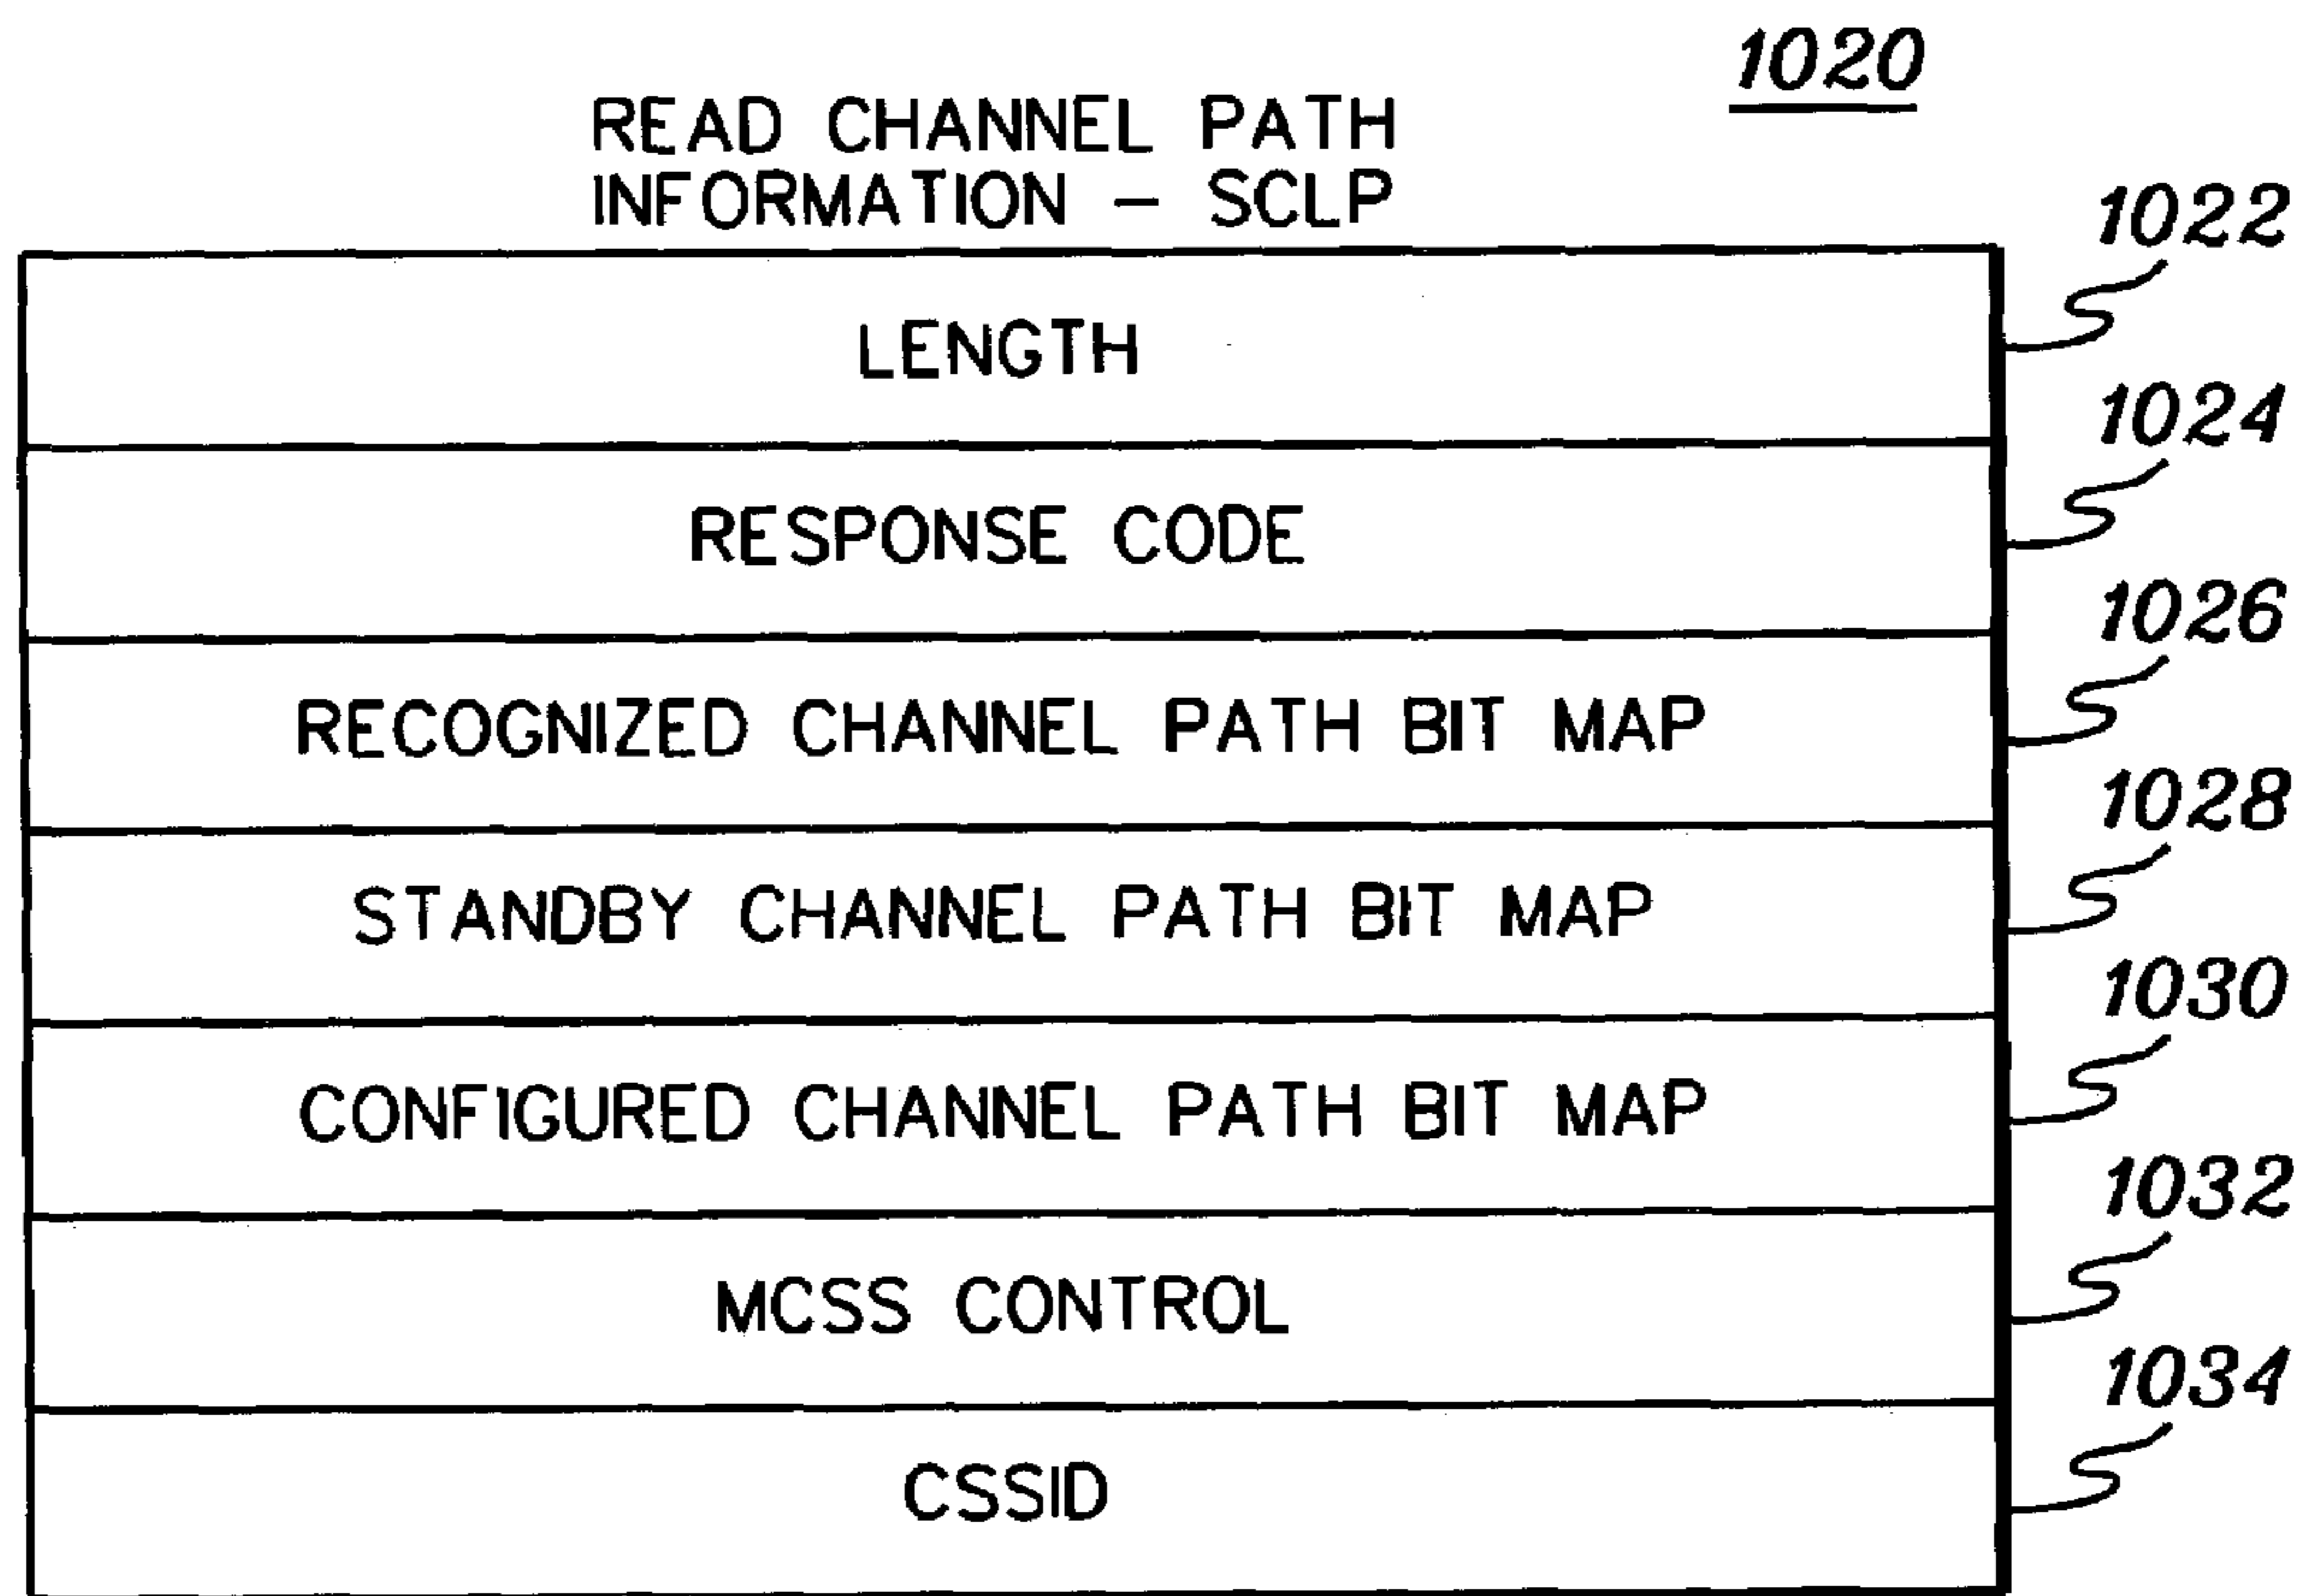 1020
READ CHANNEL PATH
INFORMATION – SCLP
1022
LENGTH
1024
RESPONSE CODE
1026
RECOGNIZED CHANNEL PATH BIT MAP
1028
STANDBY CHANNEL PATH BIT MAP
1030
CONFIGURED CHANNEL PATH BIT MAP
1032
MCSS CONTROL
1034
CSSID